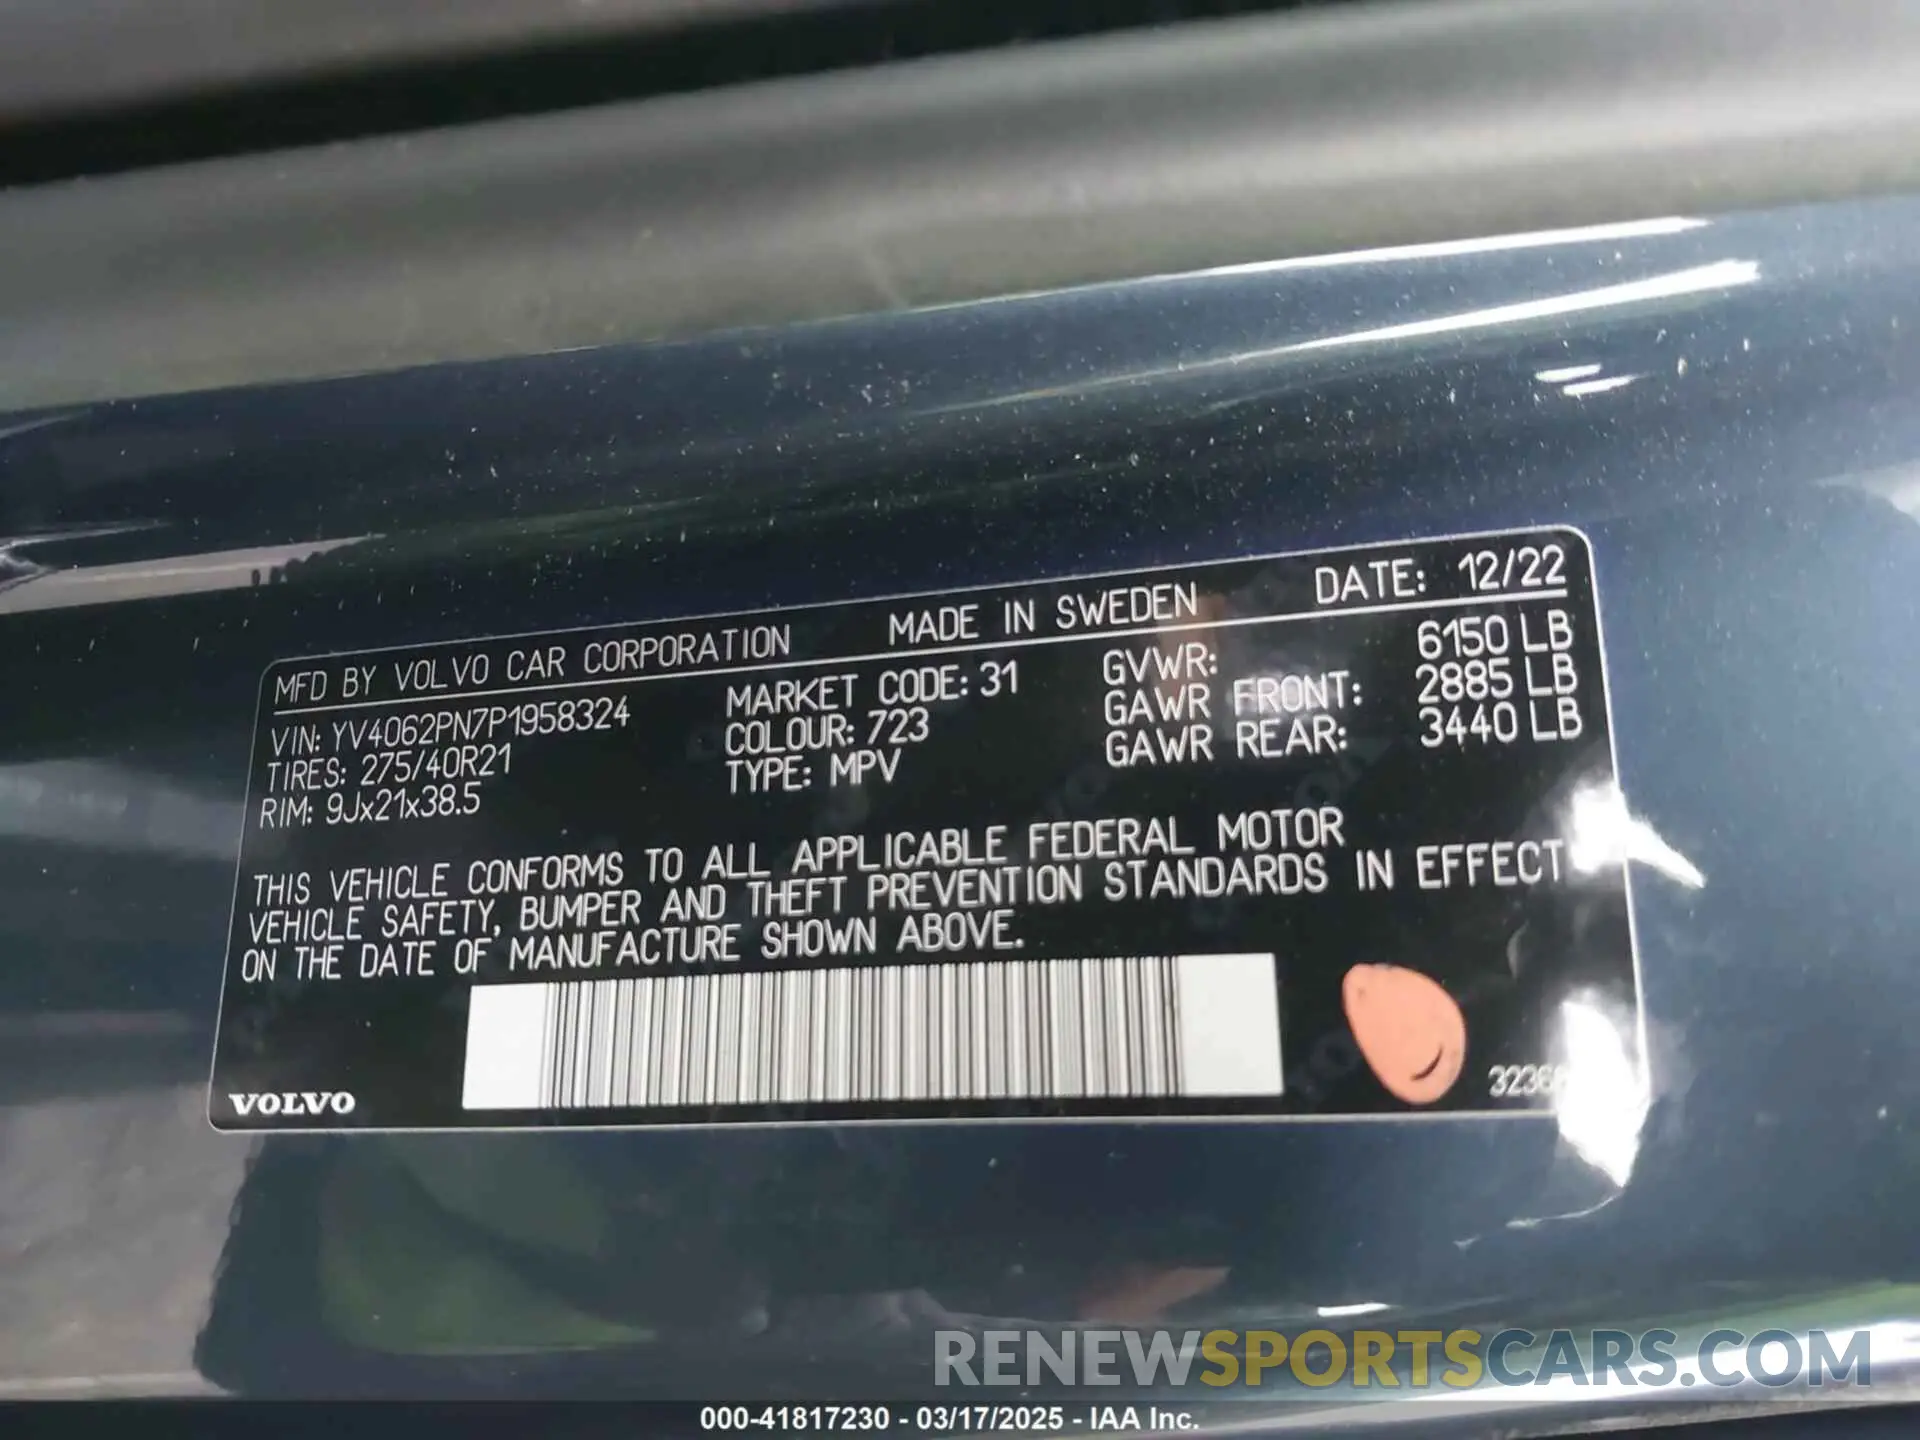 MFD BY VOLVO CAR CORPORATION MADE IN SWEDEN DATE: 12/22
VIN: YV4062PN7P1958324 MARKET CODE: 31 GVWR: 6150 LB
TIRES: 275/40R21 COLOUR: 723 GAWR FRONT: 2885 LB
RIM: 9Jx21x38.5 TYPE: MPV GAWR REAR: 3440 LB
THIS VEHICLE CONFORMS TO ALL APPLICABLE FEDERAL MOTOR
VEHICLE SAFETY, BUMPER AND THEFT PREVENTION STANDARDS IN EFFECT
ON THE DATE OF MANUFACTURE SHOWN ABOVE.
VOLVO
RENEWSPORTSCARS.COM
000-41817230 - 03/17/2025 - IAA Inc.